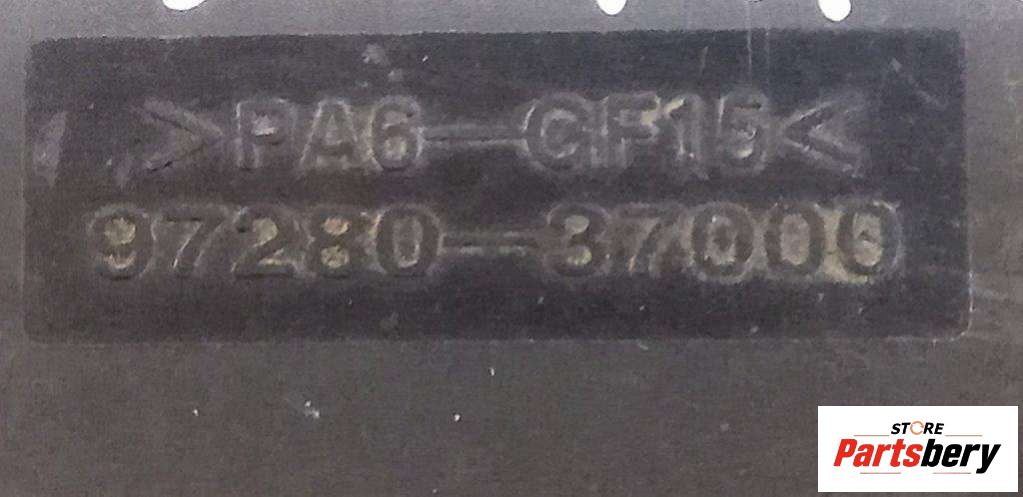 >PA6-GF15<
97280-37000
STORE
Partsbery